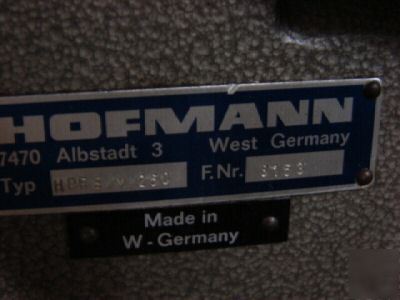 HOFMANN
7470 Albstadt 3 West Germany
Typ F.Nr.
Made in
W-Germany